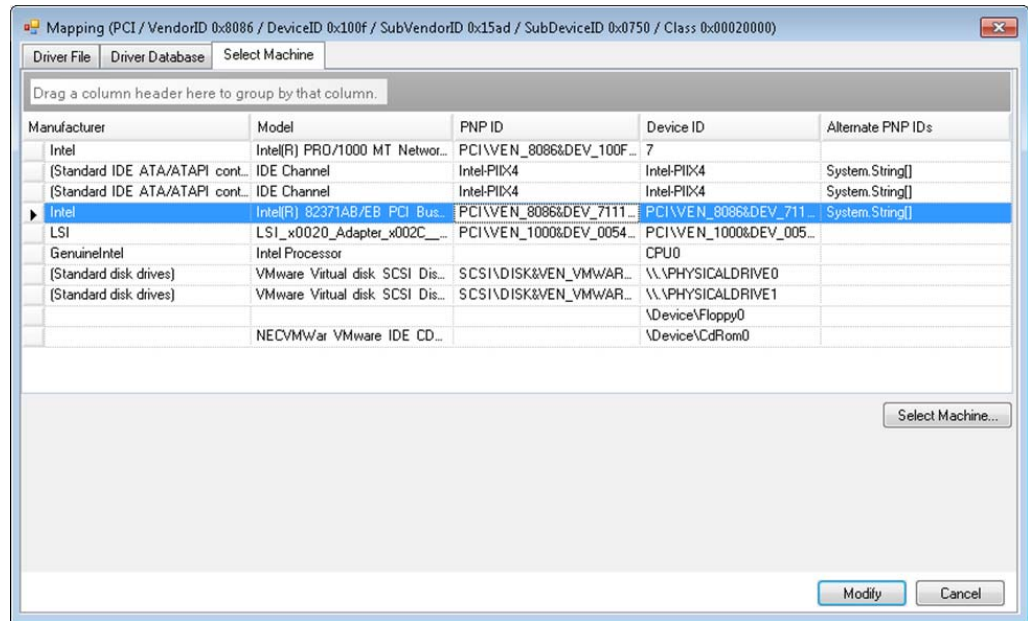 Mapping (PCI / VendorID 0x8086 / DeviceID 0x100f / SubVendorID 0x15ad / SubDeviceID 0x0750 / Class 0x00020000)
Driver File Driver Database Select Machine
Drag a column header here to group by that column.
Manufacturer Model PNP ID Device ID Alternate PNP IDs
Intel Intel(R) PRO/1000 MT Networ... PCI\VEN_8086&DEV_100F... 7
(Standard IDE ATA/ATAPI cont... IDE Channel Intel-PIIX4 Intel-PIIX4 System.String[]
(Standard IDE ATA/ATAPI cont... IDE Channel Intel-PIIX4 Intel-PIIX4 System.String[]
Intel Intel(R) 82371AB/EB PCI Bus... PCI\VEN_8086&DEV_7111... PCI\VEN_8086&DEV_711... System.String[]
LSI LSI_x0020_Adapter_x002C__... PCI\VEN_1000&DEV_0054... PCI\VEN_1000&DEV_005...
GenuineIntel Intel Processor CPU0
(Standard disk drives) VMware Virtual disk SCSI Dis... SCSI\DISK&VEN_VMWAR... \\.\PHYSICALDRIVE0
(Standard disk drives) VMware Virtual disk SCSI Dis... SCSI\DISK&VEN_VMWAR... \\.\PHYSICALDRIVE1
\Device\Floppy0
NECVMWar VMware IDE CD... \Device\CdRom0
Select Machine...
Modify Cancel